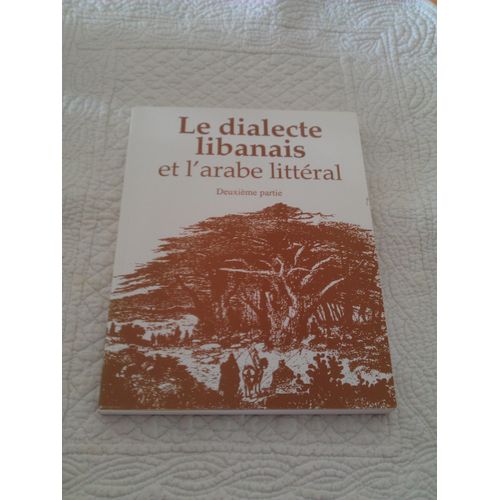 Le dialecte
libanais
et l'arabe littéral
Deuxième partie